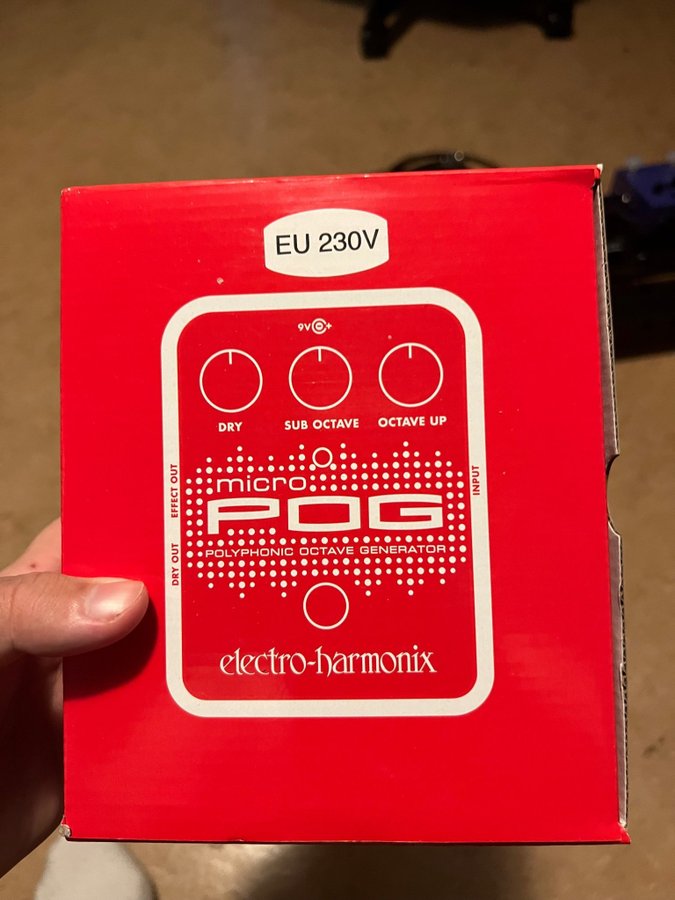 EU 230V
9V +
DRY
SUB OCTAVE
OCTAVE UP
EFFECT OUT
DRY OUT
INPUT
micro
POG
POLYPHONIC OCTAVE GENERATOR
electro-harmonix